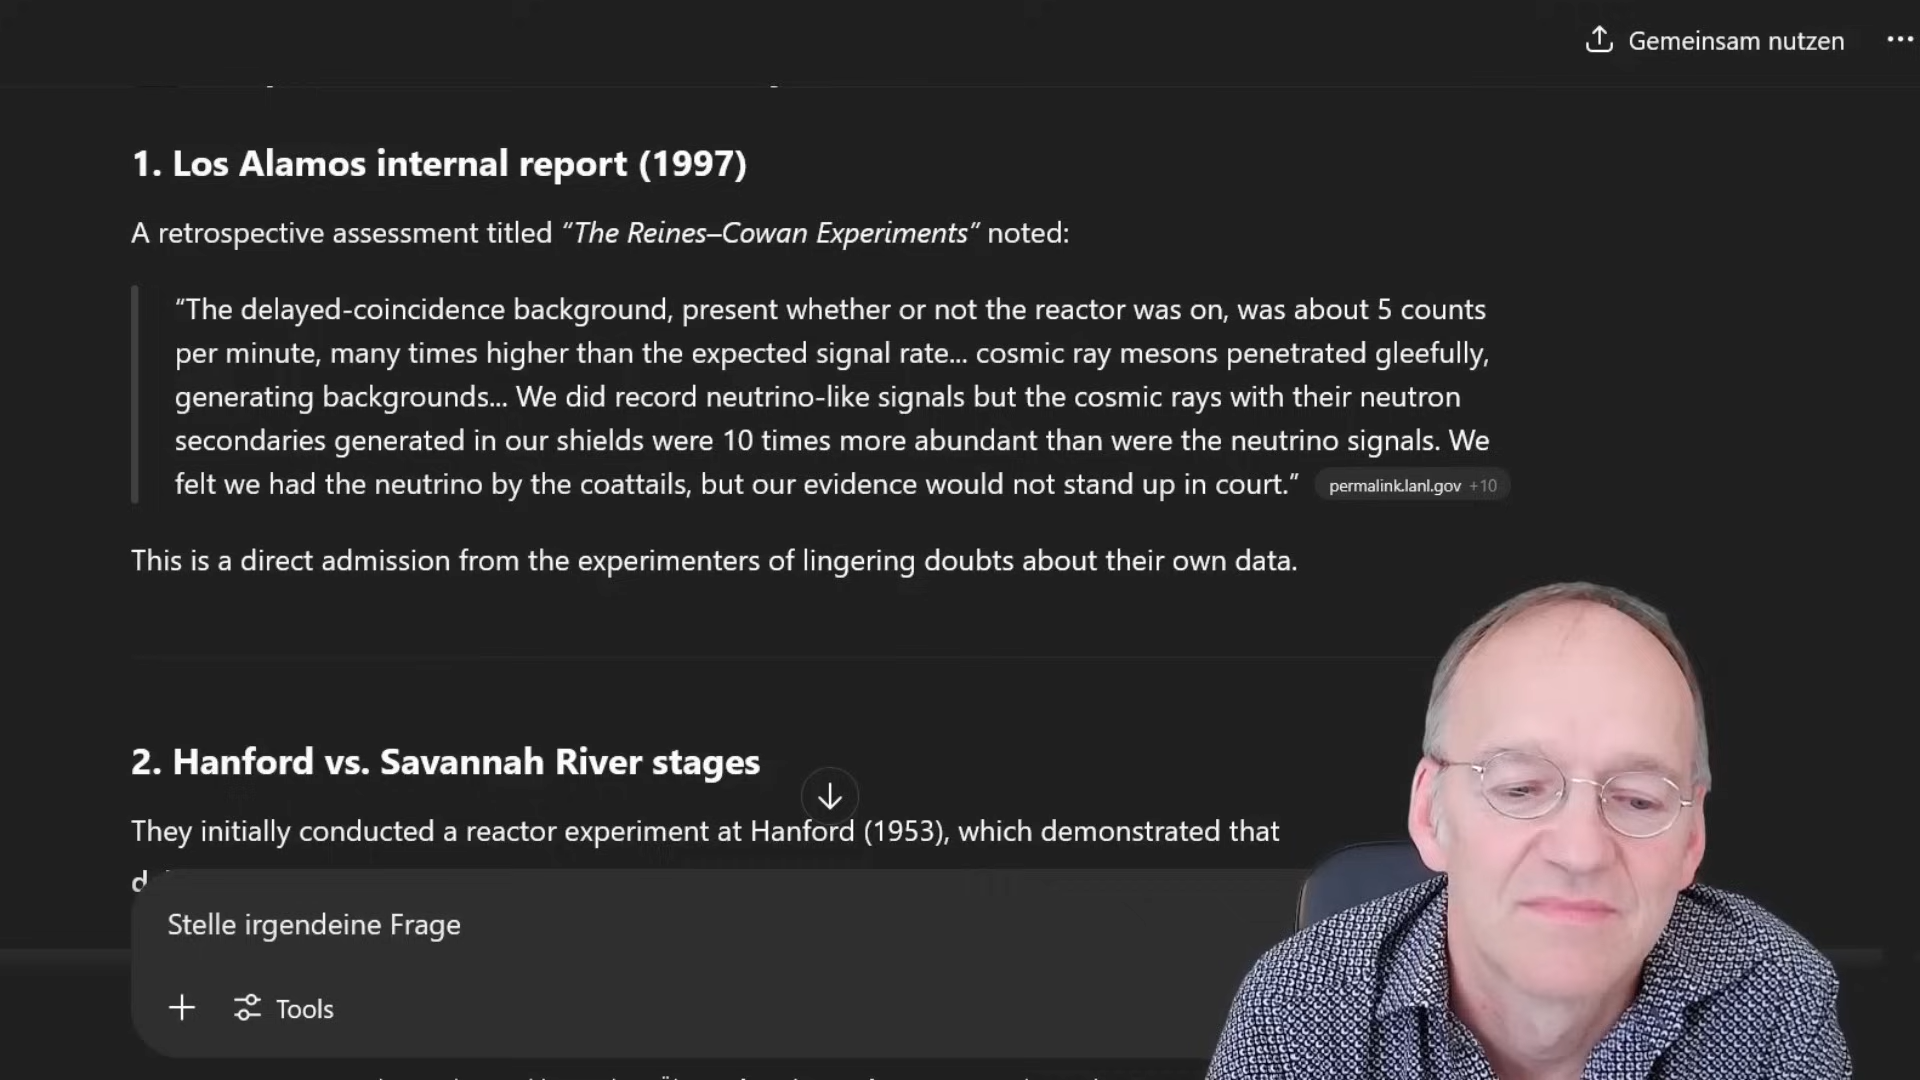 Gemeinsam nutzen
1. Los Alamos internal report (1997)
A retrospective assessment titled “The Reines–Cowan Experiments” noted:
“The delayed-coincidence background, present whether or not the reactor was on, was about 5 counts
per minute, many times higher than the expected signal rate... cosmic ray mesons penetrated gleefully,
generating backgrounds... We did record neutrino-like signals but the cosmic rays with their neutron
secondaries generated in our shields were 10 times more abundant than were the neutrino signals. We
felt we had the neutrino by the coattails, but our evidence would not stand up in court.” permalink.lanl.gov +10
This is a direct admission from the experimenters of lingering doubts about their own data.
2. Hanford vs. Savannah River stages
They initially conducted a reactor experiment at Hanford (1953), which demonstrated that
Stelle irgendeine Frage
Tools